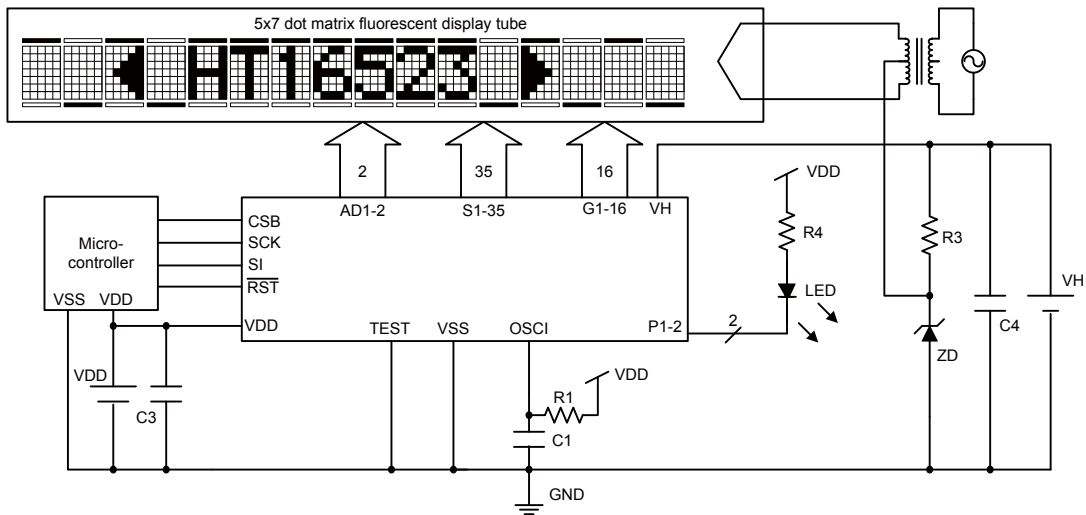 5x7 dot matrix fluorescent display tube
HT16523
2
35
16
AD1-2
S1-35
G1-16
VH
VDD
R4
R3
LED
Micro-
controller
VSS
VDD
CSB
SCK
SI
RST
VDD
TEST
VSS
OSCI
P1-2
2
VH
C4
ZD
VDD
C3
R1
VDD
C1
GND